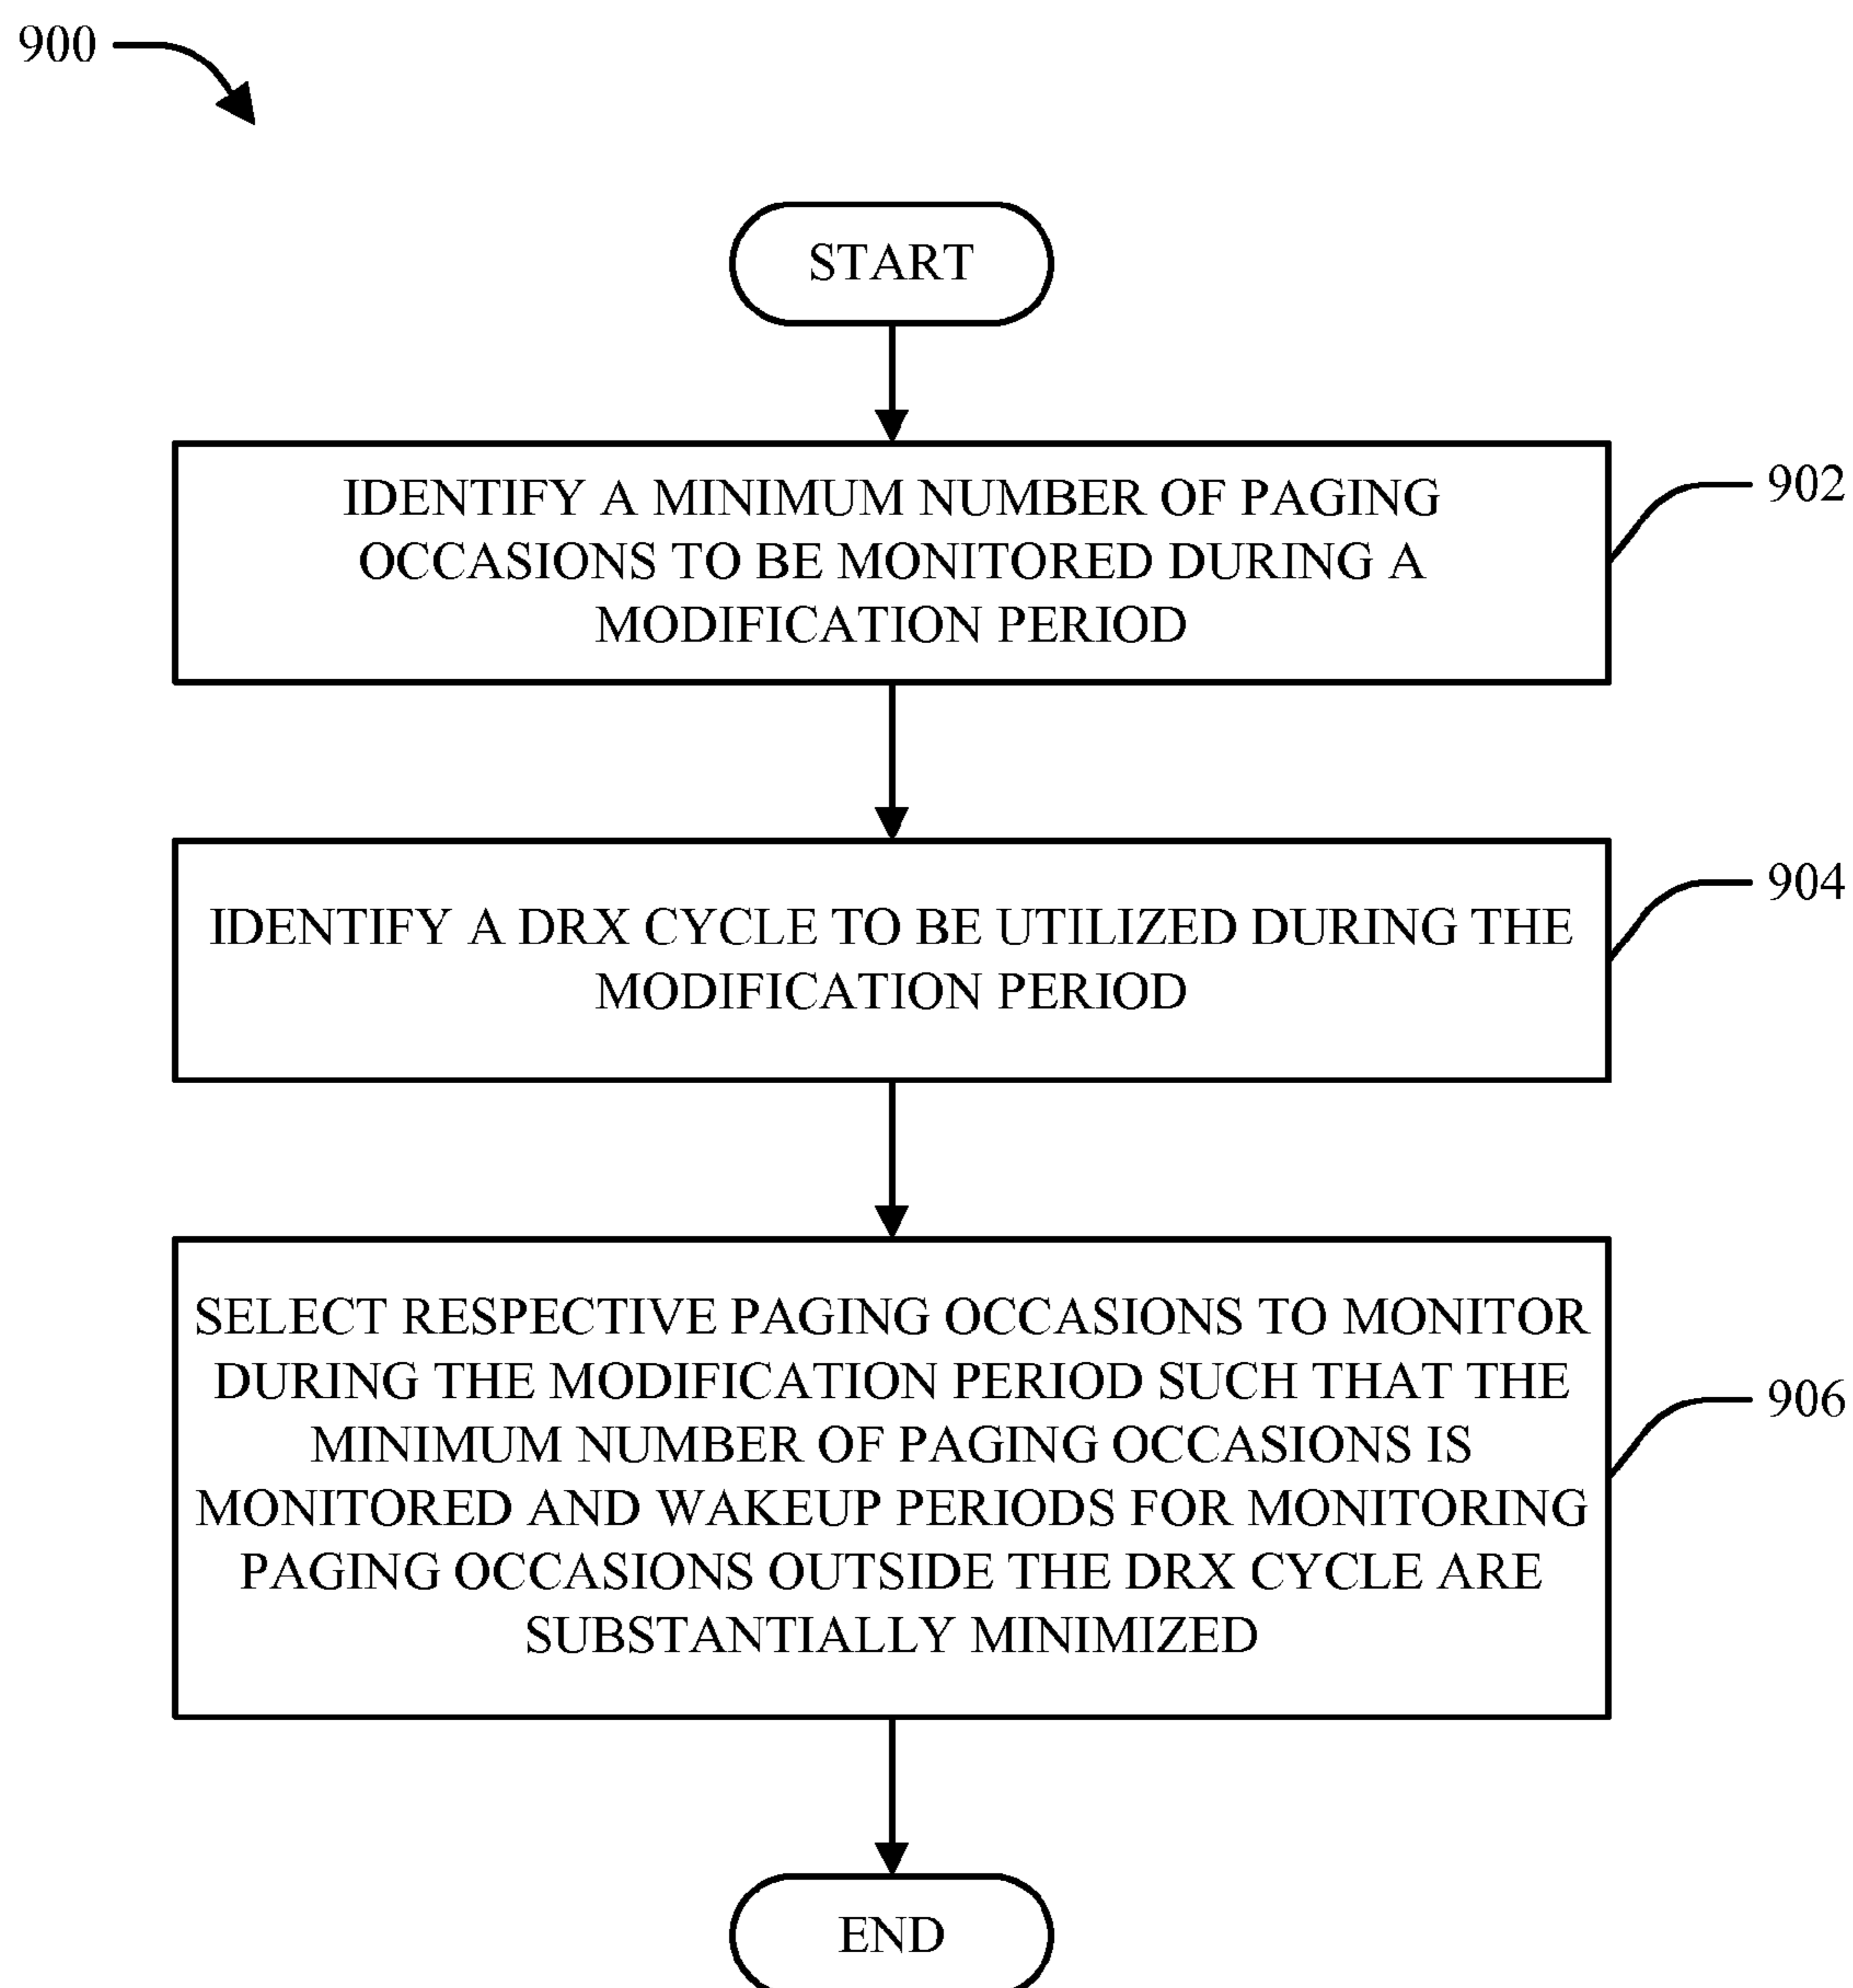 900
START
IDENTIFY A MINIMUM NUMBER OF PAGING
OCCASIONS TO BE MONITORED DURING A
MODIFICATION PERIOD
902
IDENTIFY A DRX CYCLE TO BE UTILIZED DURING THE
MODIFICATION PERIOD
904
SELECT RESPECTIVE PAGING OCCASIONS TO MONITOR
DURING THE MODIFICATION PERIOD SUCH THAT THE
MINIMUM NUMBER OF PAGING OCCASIONS IS
MONITORED AND WAKEUP PERIODS FOR MONITORING
PAGING OCCASIONS OUTSIDE THE DRX CYCLE ARE
SUBSTANTIALLY MINIMIZED
906
END